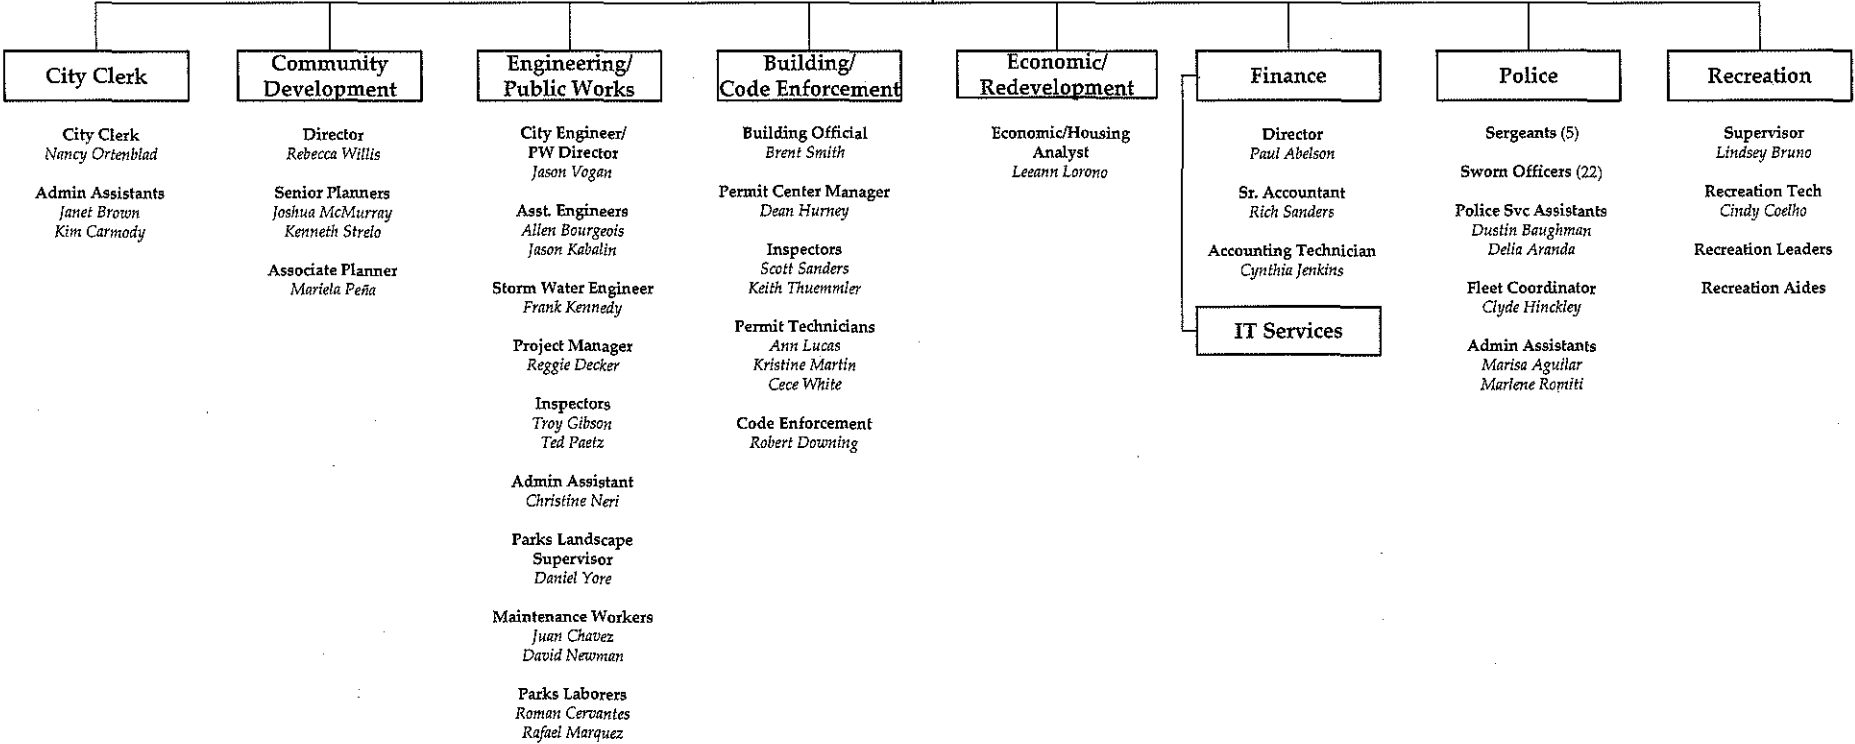 City Clerk
City Clerk
Nancy Ortenblad
Admin Assistants
Janet Brown
Kim Carmody
Community
Development
Director
Rebecca Willis
Senior Planners
Joshua McMurray
Kenneth Strelo
Associate Planner
Mariela Peña
Engineering/
Public Works
City Engineer/
PW Director
Jason Vogan
Asst. Engineers
Allen Bourgeois
Jason Kabalin
Storm Water Engineer
Frank Kennedy
Project Manager
Reggie Decker
Inspectors
Troy Gibson
Ted Paetz
Admin Assistant
Christine Neri
Parks Landscape
Supervisor
Daniel Yore
Maintenance Workers
Juan Chavez
David Newman
Parks Laborers
Roman Cervantes
Rafael Marquez
Building/
Code Enforcement
Building Official
Brent Smith
Permit Center Manager
Dean Hurney
Inspectors
Scott Sanders
Keith Thuemmler
Permit Technicians
Ann Lucas
Kristine Martin
Cece White
Code Enforcement
Robert Downing
Economic/
Redevelopment
Economic/Housing
Analyst
Leeann Lorono
Finance
Director
Paul Abelson
Sr. Accountant
Rich Sanders
Accounting Technician
Cynthia Jenkins
IT Services
Police
Sergeants (5)
Sworn Officers (22)
Police Svc Assistants
Dustin Baughman
Delia Aranda
Fleet Coordinator
Clyde Hinckley
Admin Assistants
Marisa Aguilar
Marlene Romiti
Recreation
Supervisor
Lindsey Bruno
Recreation Tech
Cindy Coelho
Recreation Leaders
Recreation Aides